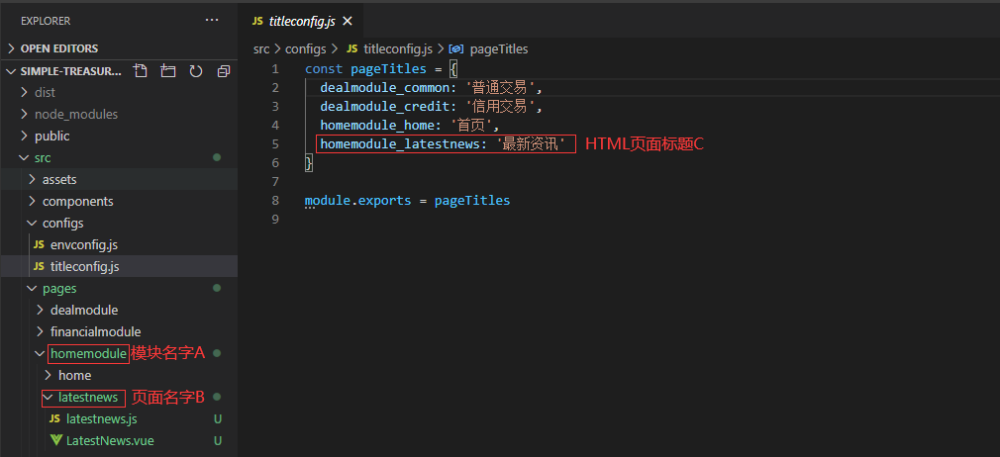 EXPLORER
OPEN EDITORS
SIMPLE-TREASUR...
dist
node_modules
public
src
assets
components
configs
JS envconfig.js
JS titleconfig.js
pages
dealmodule
financialmodule
homemodule 模块名字A
home
latestnews 页面名字B
JS latestnews.js U
LatestNews.vue U
JS titleconfig.js
src > configs > JS titleconfig.js > pageTitles
1 const pageTitles = {
2 dealmodule_common: '普通交易',
3 dealmodule_credit: '信用交易',
4 homemodule_home: '首页',
5 homemodule_latestnews: '最新资讯' HTML页面标题C
6 }
7
8 module.exports = pageTitles
9